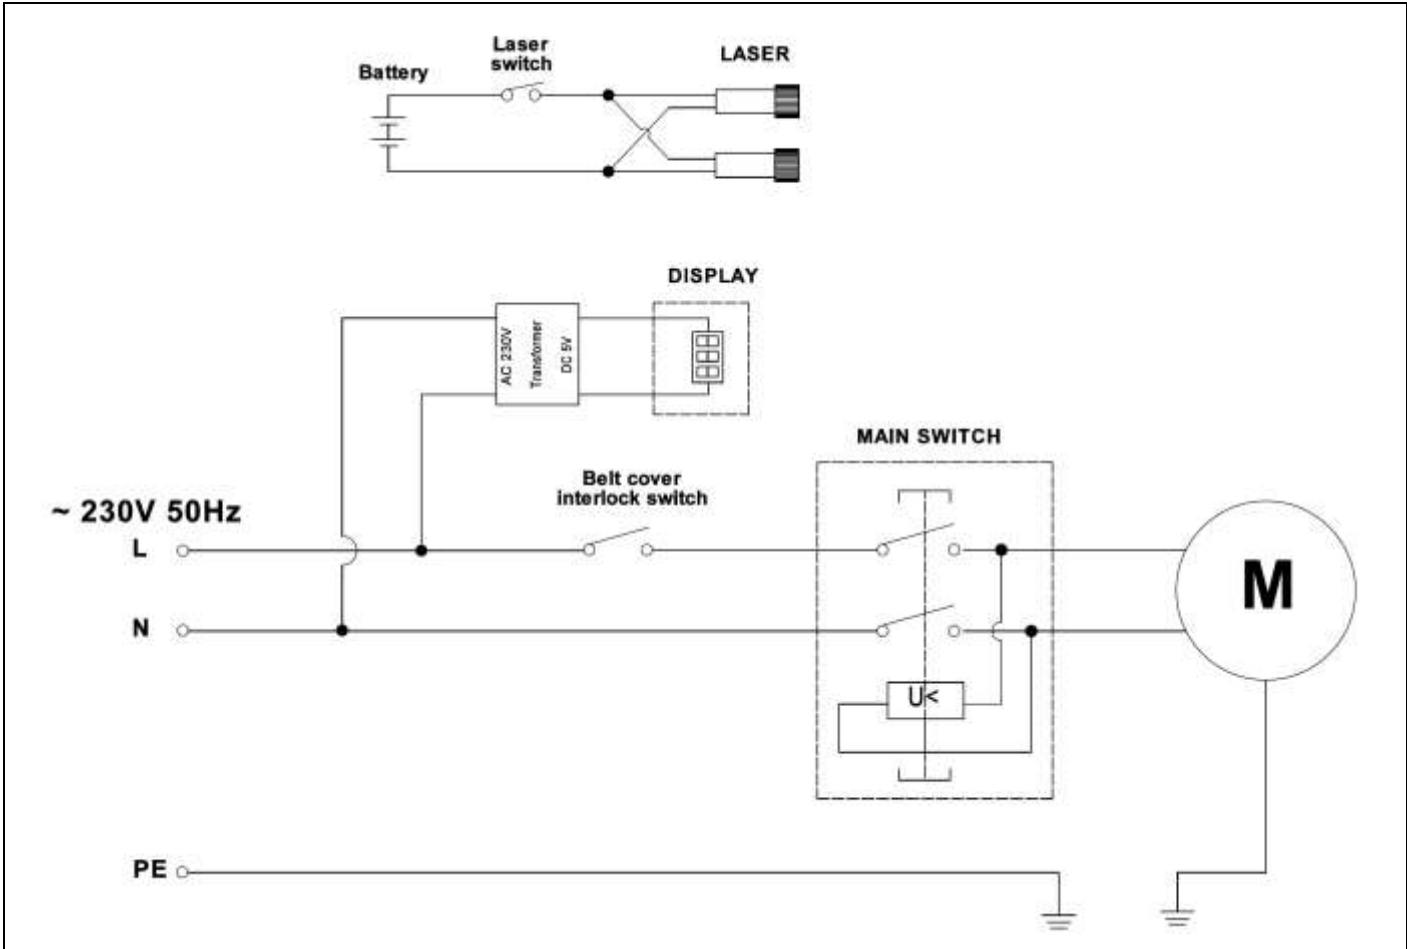 Laser
switch
LASER
Battery
DISPLAY
AC 230V
Transformer
DC 5V
MAIN SWITCH
Belt cover
interlock switch
~ 230V 50Hz
L
M
N
U<
PE